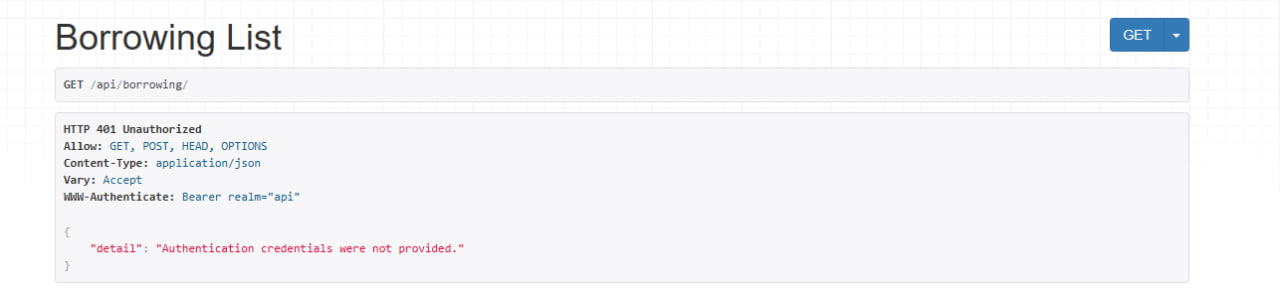 Borrowing List
GET
GET /api/borrowing/
HTTP 401 Unauthorized
Allow: GET, POST, HEAD, OPTIONS
Content-Type: application/json
Vary: Accept
WWW-Authenticate: Bearer realm="api"
{
    "detail": "Authentication credentials were not provided."
}